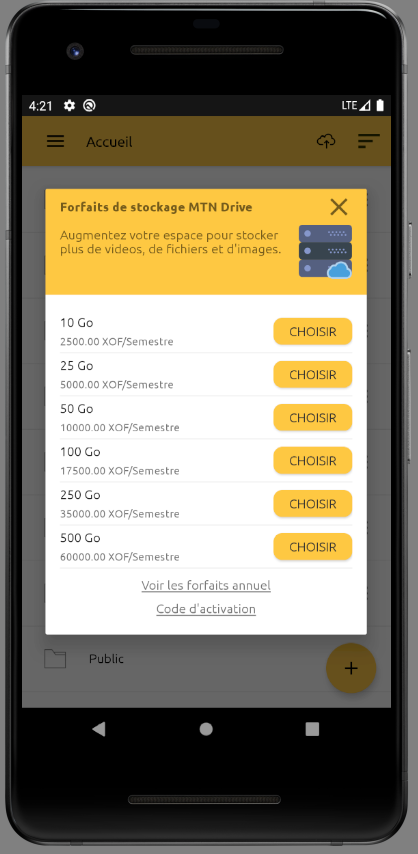 4:21
LTE
Accueil
Forfaits de stockage MTN Drive
Augmentez votre espace pour stocker
plus de videos, de fichiers et d'images.
10 Go
2500.00 XOF/Semestre
CHOISIR
25 Go
5000.00 XOF/Semestre
CHOISIR
50 Go
10000.00 XOF/Semestre
CHOISIR
100 Go
17500.00 XOF/Semestre
CHOISIR
250 Go
35000.00 XOF/Semestre
CHOISIR
500 Go
60000.00 XOF/Semestre
CHOISIR
Voir les forfaits annuel
Code d'activation
Public